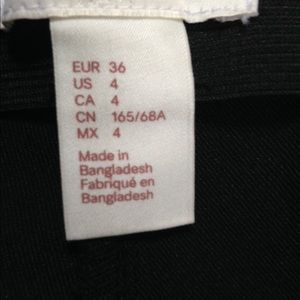 EUR 36
US 4
CA 4
CN 165/68A
MX 4
Made in
Bangladesh
Fabriqué en
Bangladesh